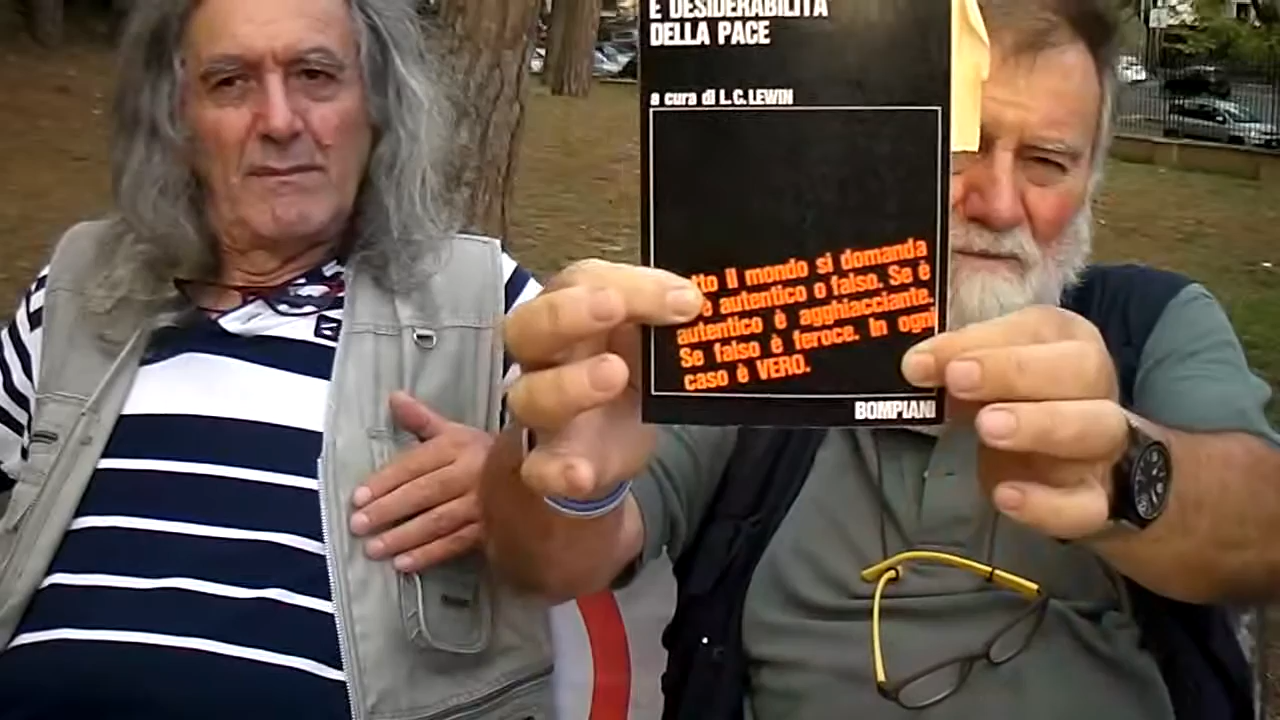 E DESIDERABILITA
DELLA PACE
a cura di L.C.LEWIN
tto il mondo si domanda
è autentico o falso. Se è
autentico è agghiacciante.
Se falso è feroce. In ogni
caso è VERO.
BOMPIANI